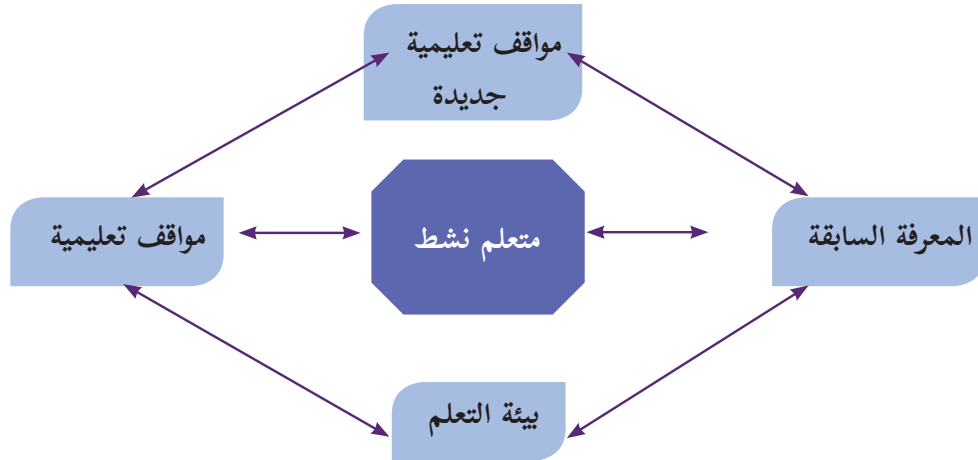 مواقف تعليمية
جديدة
المعرفة السابقة
متعلم نشط
مواقف تعليمية
بيئة التعلم